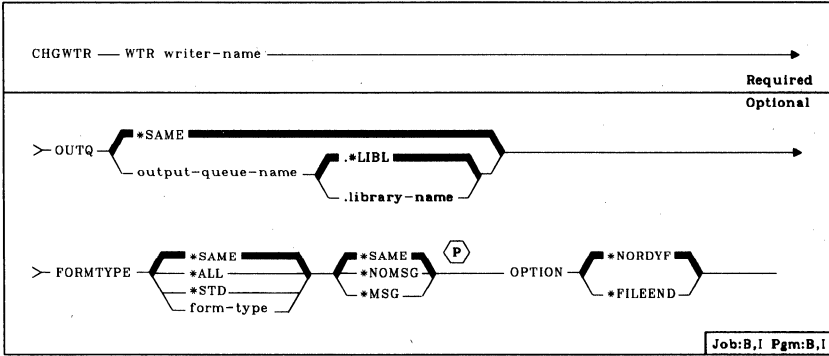 CHGWTR WTR writer-name
Required
Optional
*SAME
OUTQ
output-queue-name
.*LIBL
.library-name
*SAME
*ALL
*STD
form-type
FORMTYPE
*SAME
*NOMSG
*MSG
P
OPTION
*NORDYF
*FILEEND
Job:B,I Pgm:B,I